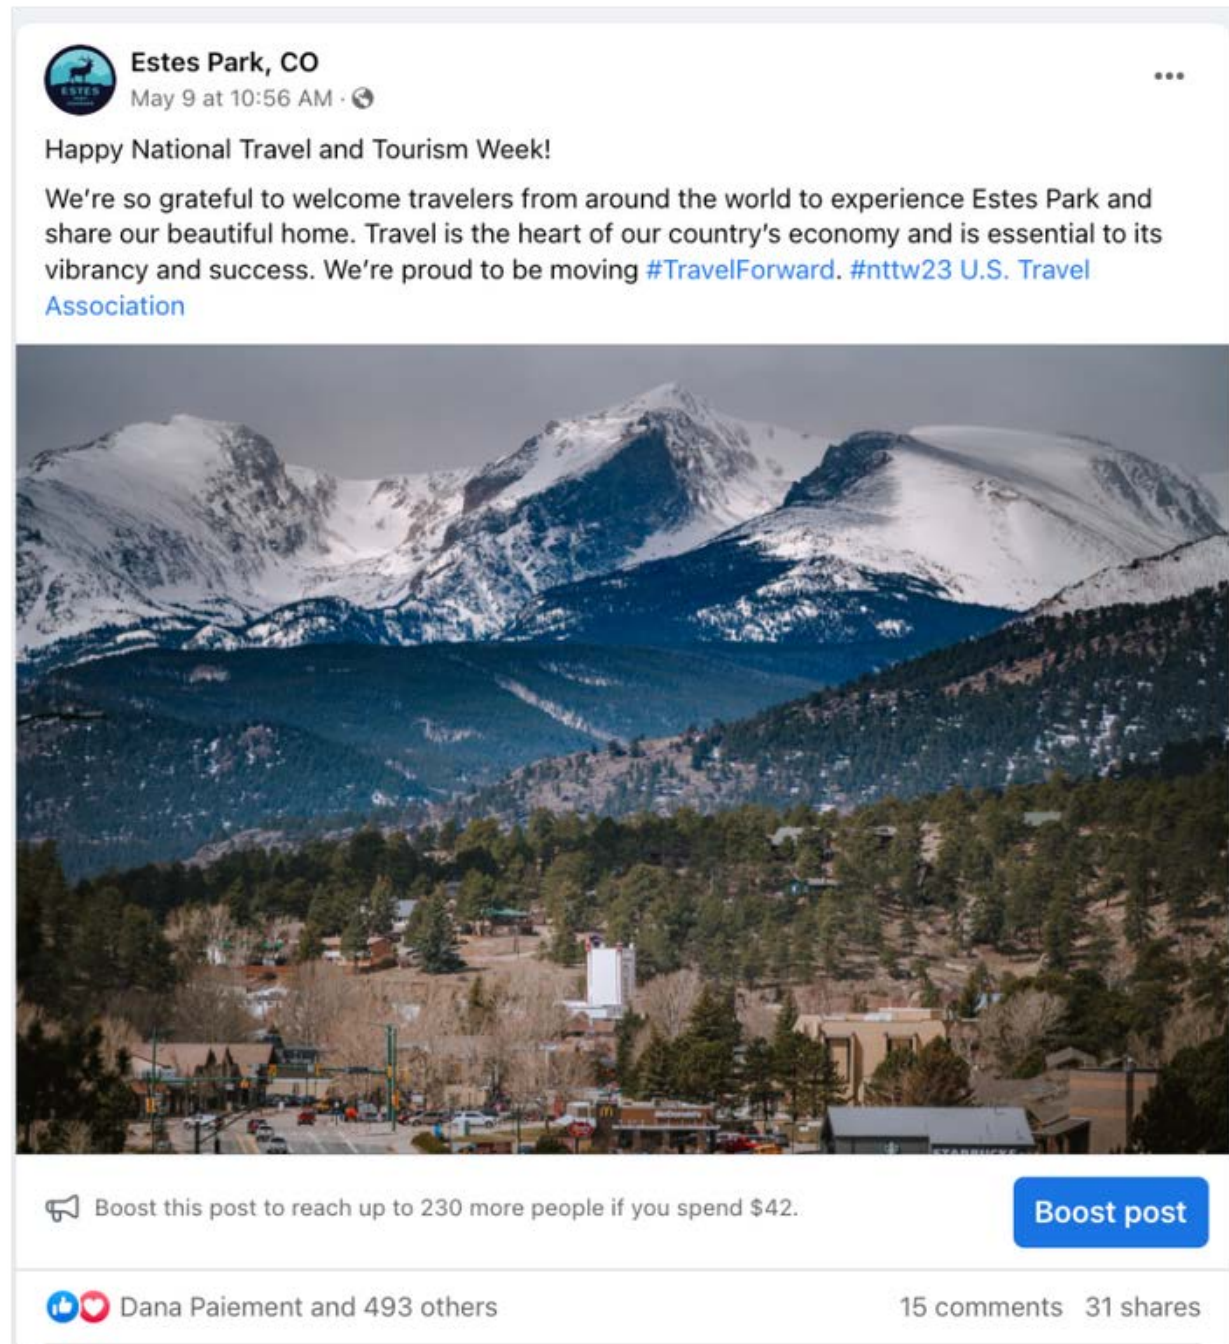 ESTES
Estes Park, CO
May 9 at 10:56 AM ·
Happy National Travel and Tourism Week!
We're so grateful to welcome travelers from around the world to experience Estes Park and
share our beautiful home. Travel is the heart of our country's economy and is essential to its
vibrancy and success. We're proud to be moving #TravelForward. #nttw23 U.S. Travel
Association
McDonald's
STARBUCKS
Boost this post to reach up to 230 more people if you spend $42.
Boost post
Dana Paiement and 493 others
15 comments 31 shares